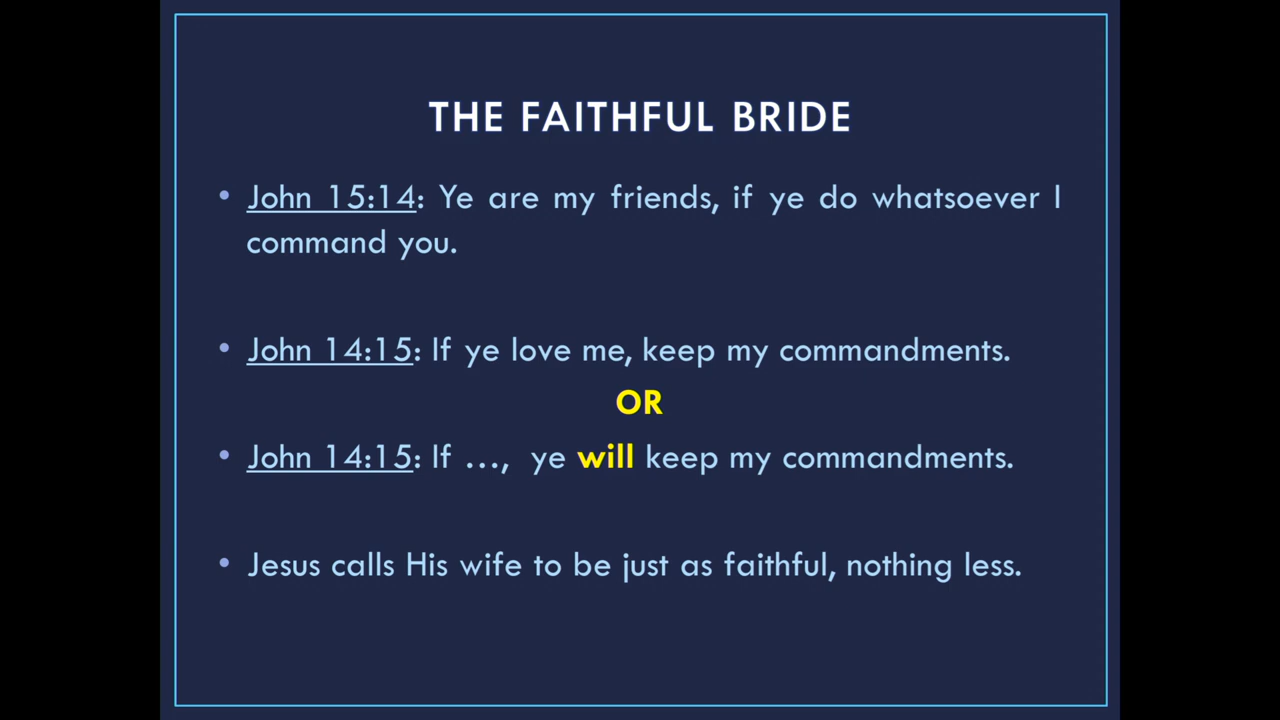 THE FAITHFUL BRIDE
• John 15:14: Ye are my friends, if ye do whatsoever I
command you.
• John 14:15: If ye love me, keep my commandments.
OR
• John 14:15: If ..., ye will keep my commandments.
• Jesus calls His wife to be just as faithful, nothing less.